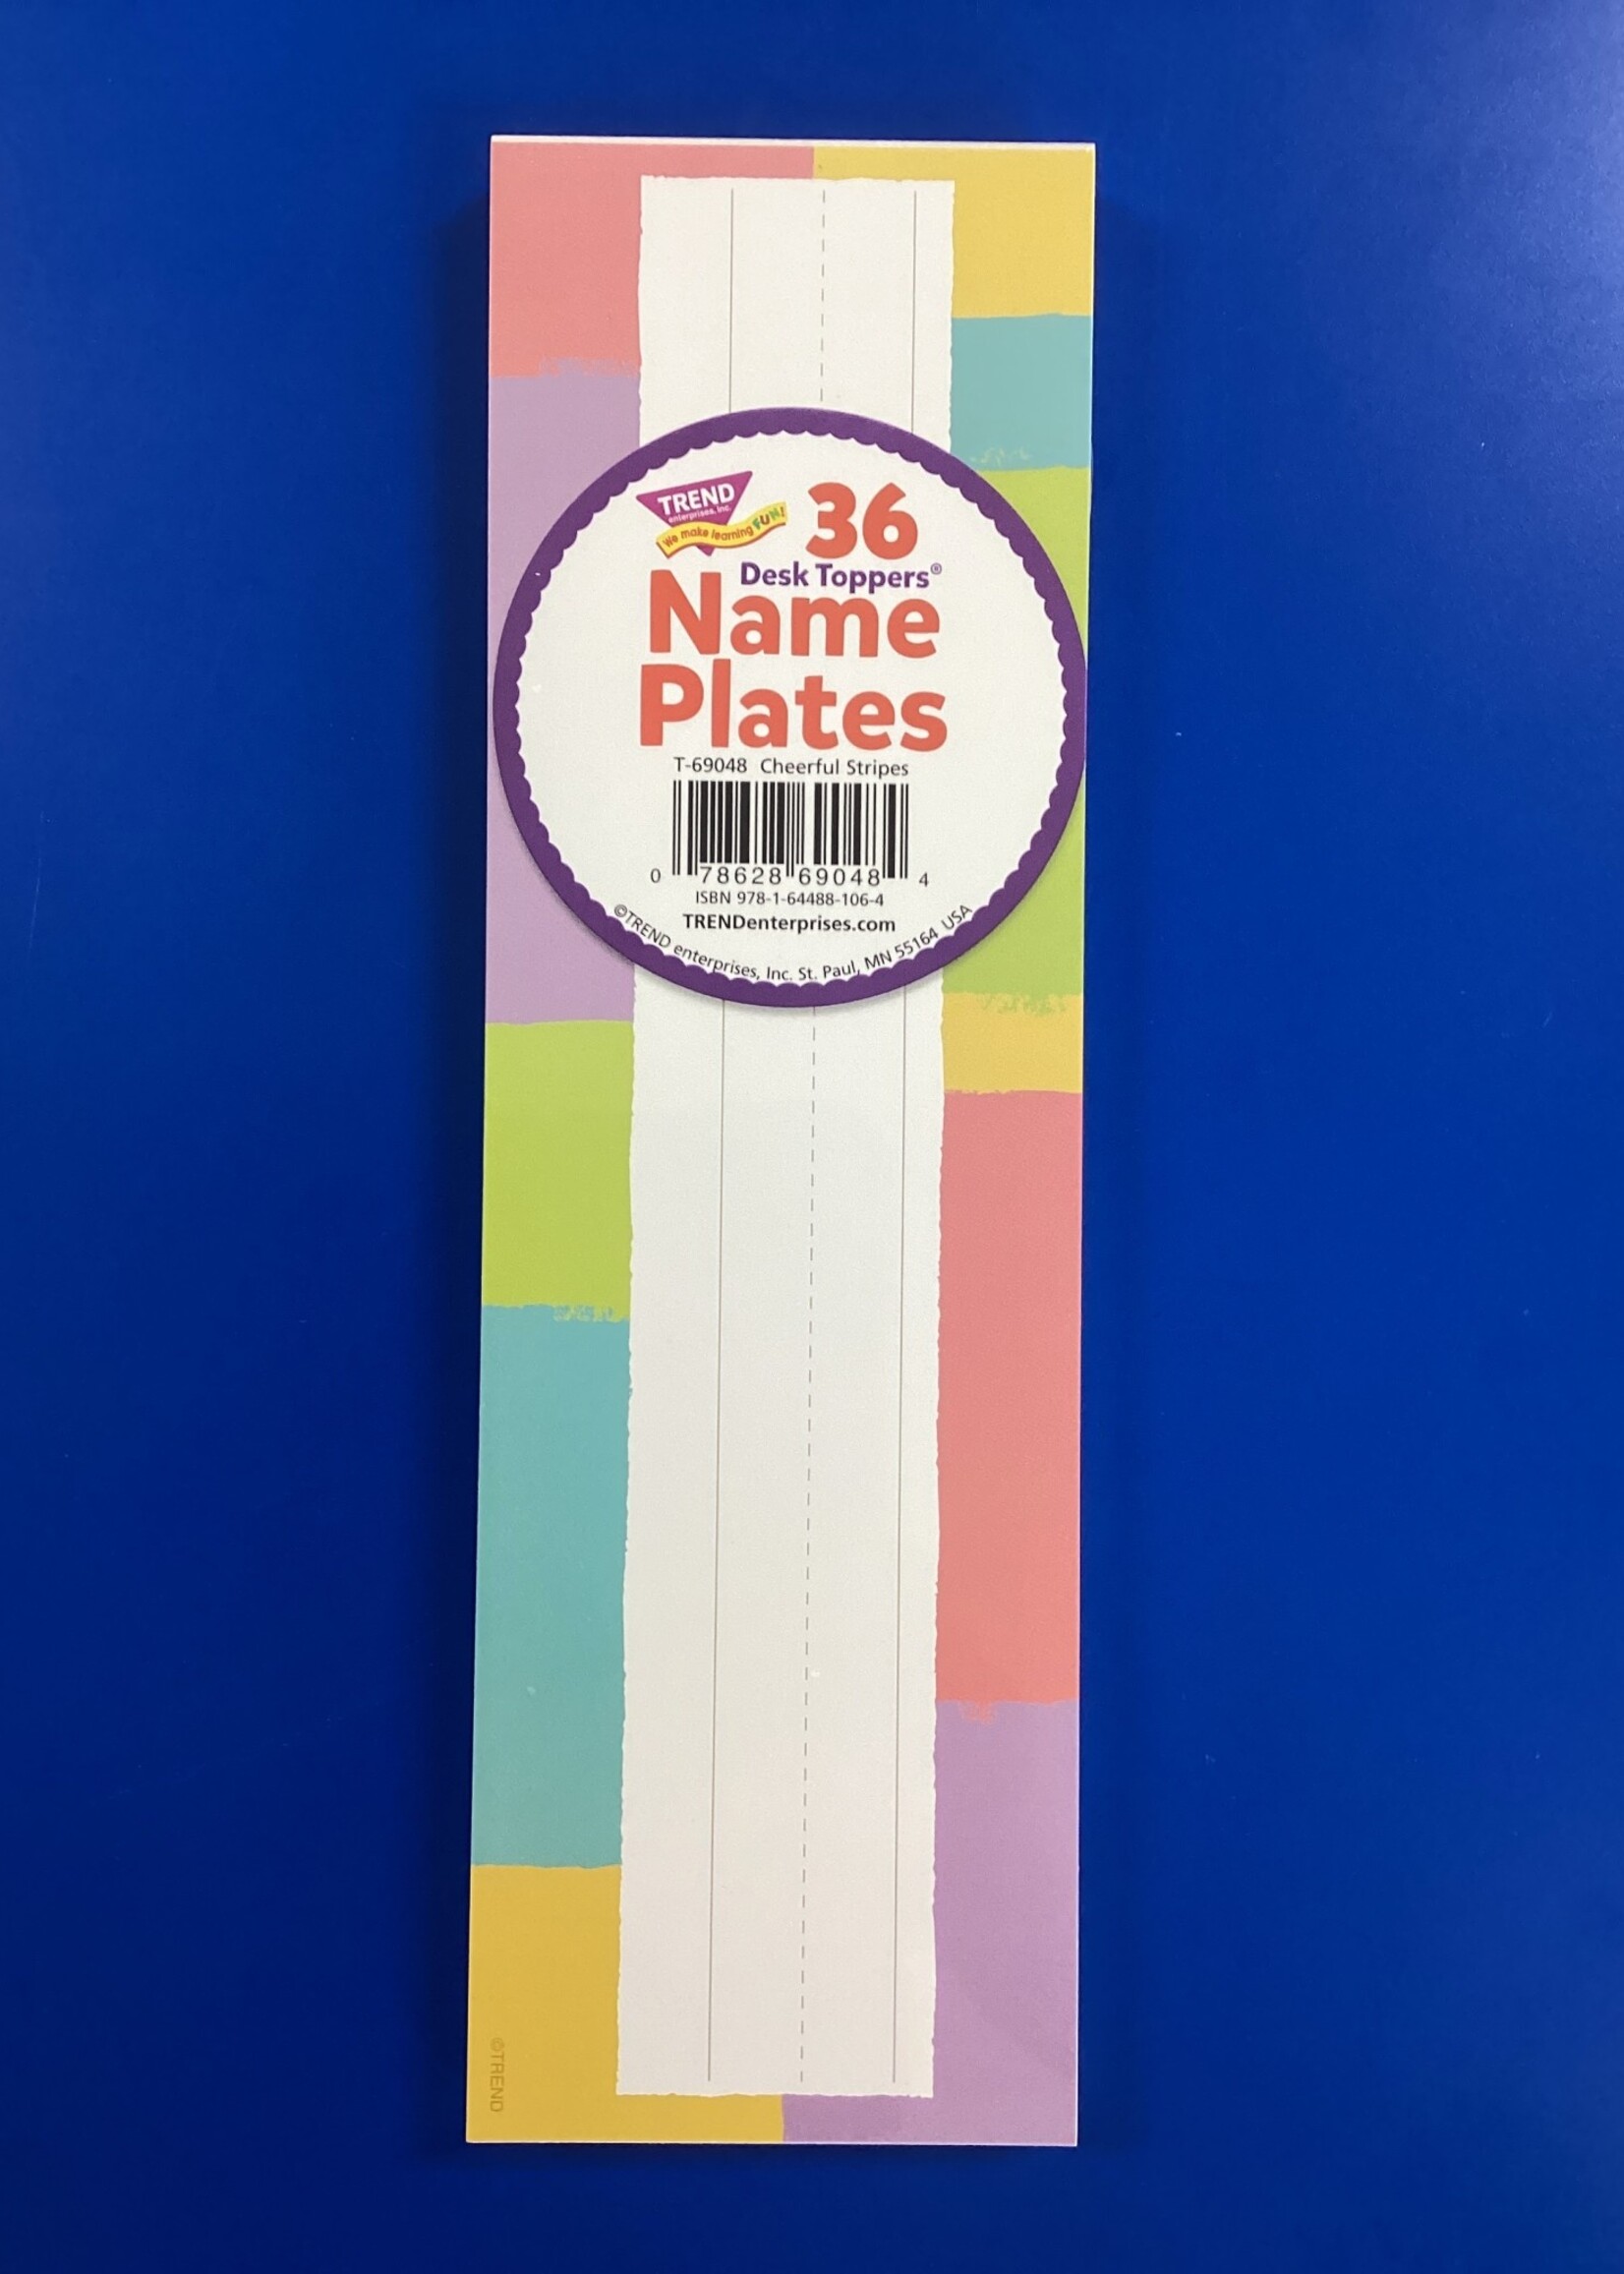 TREND
enterprises, Inc.
We make learning FUN!
36
Desk Toppers®
Name
Plates
T-69048 Cheerful Stripes
0 78628 69048 4
ISBN 978-1-64488-106-4
TRENDenterprises.com
©TREND enterprises, Inc. St. Paul, MN 55164 USA
©TREND